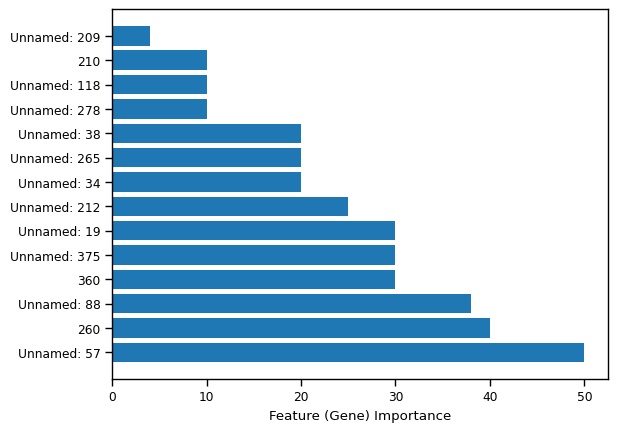 Unnamed: 209
210
Unnamed: 118
Unnamed: 278
Unnamed: 38
Unnamed: 265
Unnamed: 34
Unnamed: 212
Unnamed: 19
Unnamed: 375
360
Unnamed: 88
260
Unnamed: 57
0 10 20 30 40 50
Feature (Gene) Importance